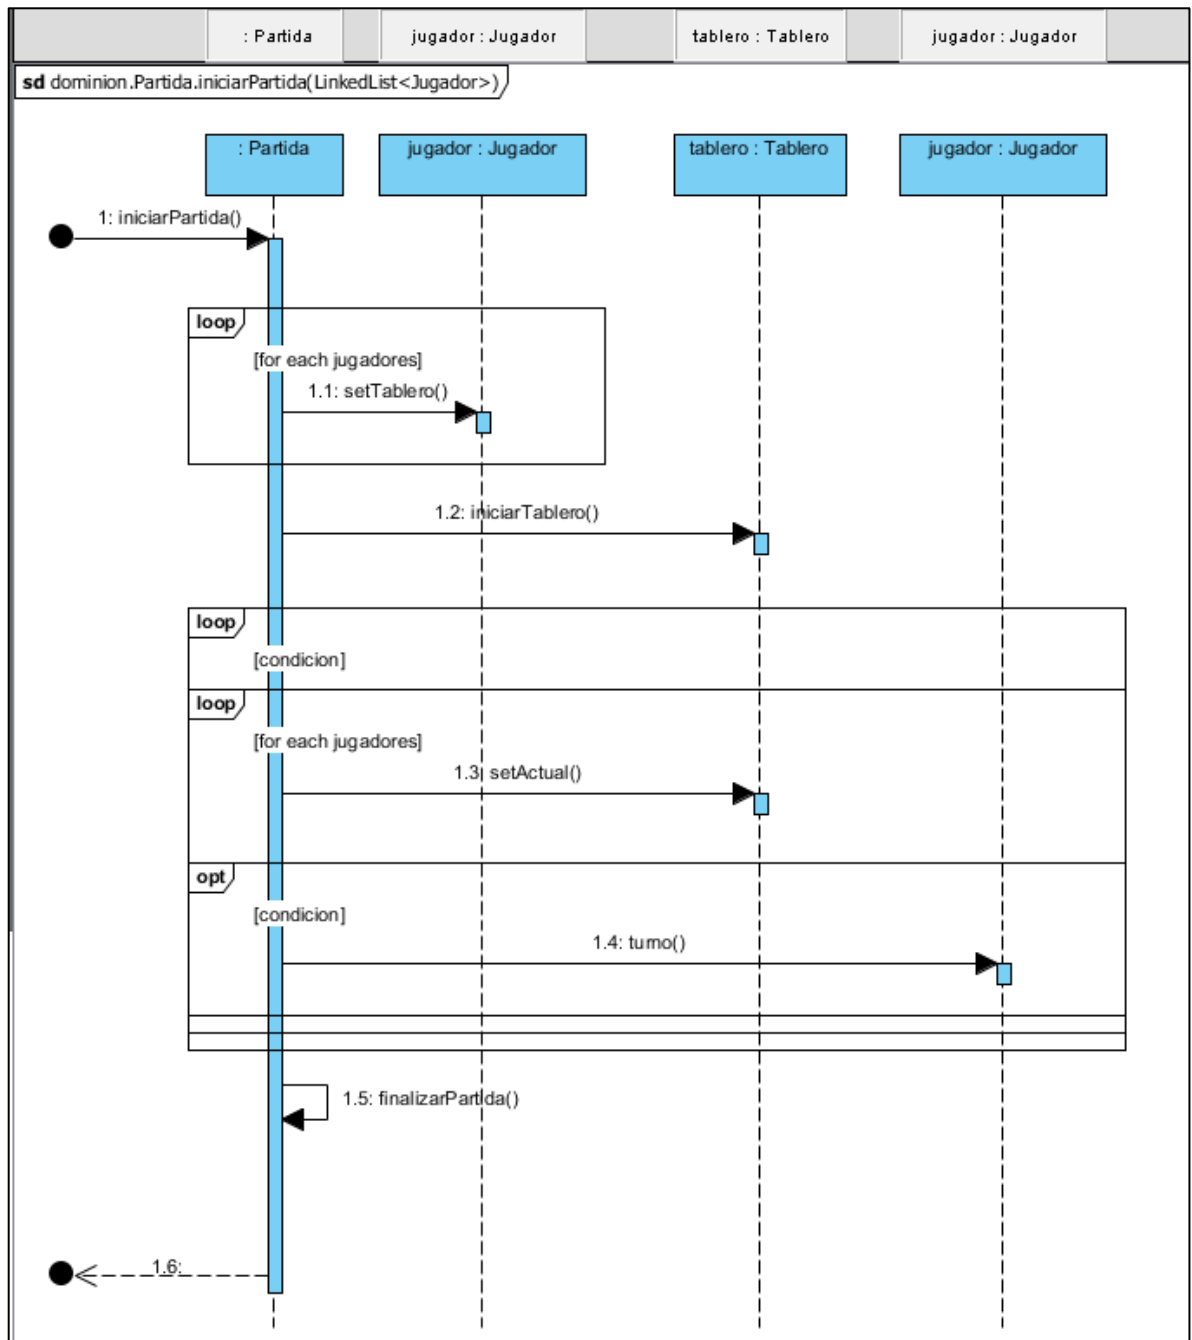 : Partida
jugador : Jugador
tablero : Tablero
jugador : Jugador
sd dominion.Partida.iniciarPartida(LinkedList<Jugador>)
: Partida
jugador : Jugador
tablero : Tablero
jugador : Jugador
1: iniciarPartida()
loop
[for each jugadores]
1.1: setTablero()
1.2: iniciarTablero()
loop
[condicion]
loop
[for each jugadores]
1.3: setActual()
opt
[condicion]
1.4: turno()
1.5: finalizarPartida()
1.6: